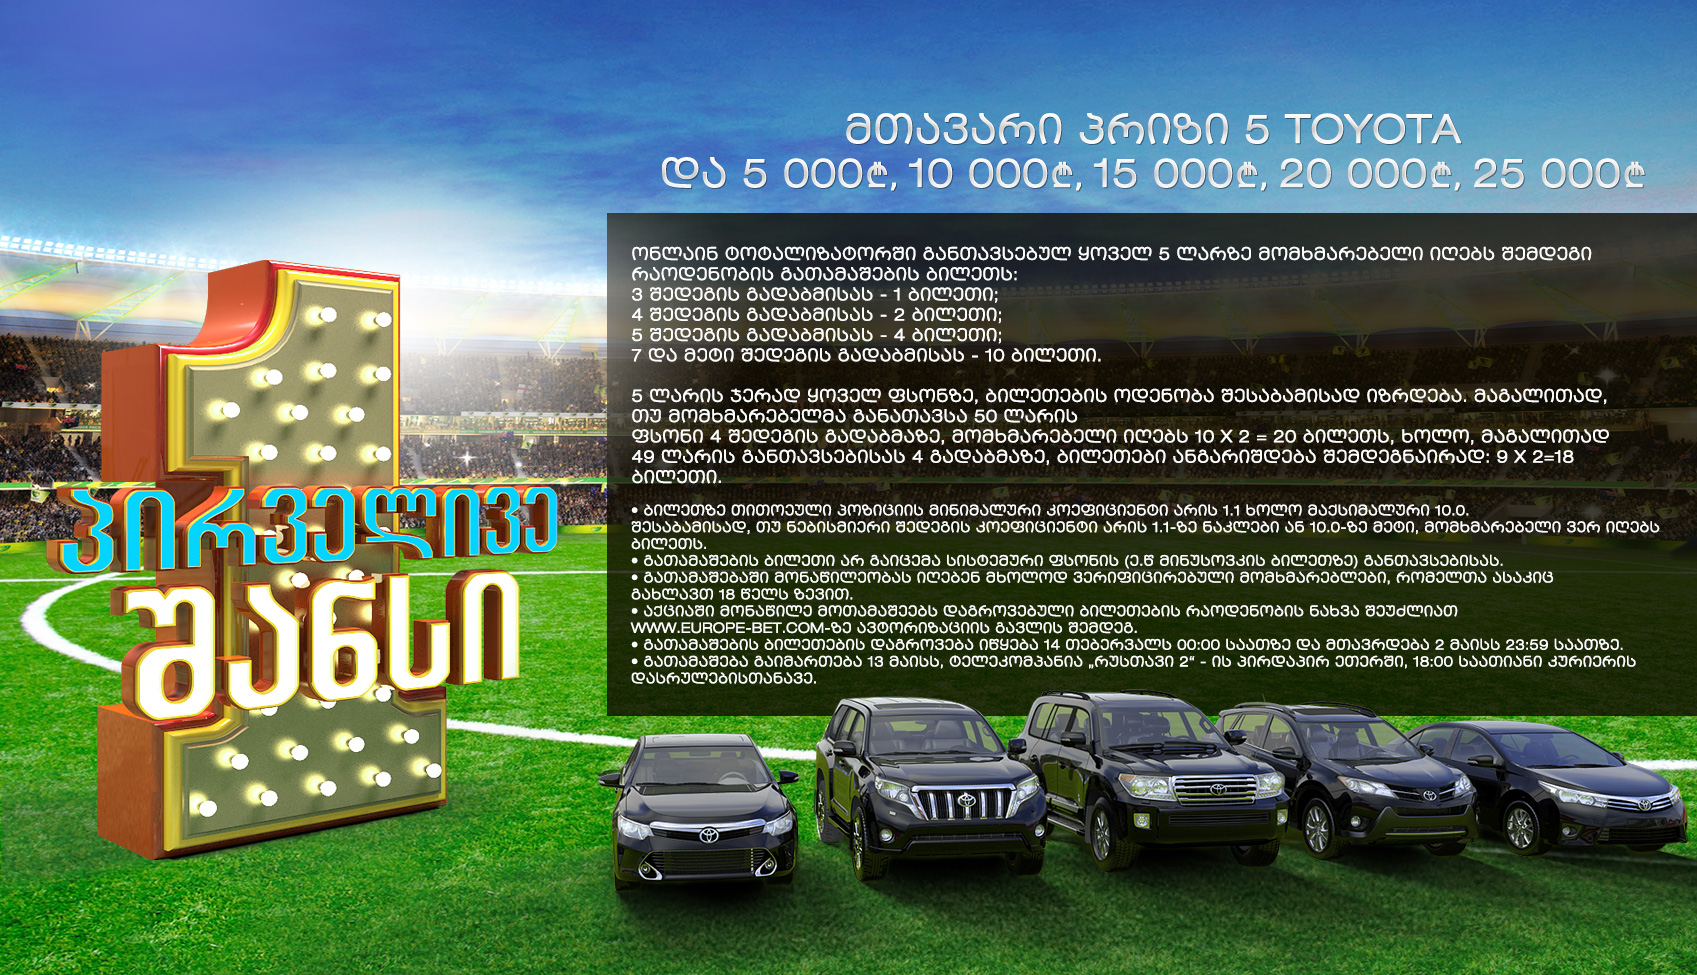 პირველივე
შანსი
მთავარი პრიზი 5 TOYOTA
და 5 000₾, 10 000₾, 15 000₾, 20 000₾, 25 000₾
ონლაინ ტოტალიზატორში განთავსებულ ყოველ 5 ლარზე მომხმარებელი იღებს შემდეგი
რაოდენობის გათამაშების ბილეთს:
3 შედეგის გადაბმისას - 1 ბილეთი;
4 შედეგის გადაბმისას - 2 ბილეთი;
5 შედეგის გადაბმისას - 4 ბილეთი;
7 და მეტი შედეგის გადაბმისას - 10 ბილეთი.
5 ლარის ჯერად ყოველ ფსონზე, ბილეთების ოდენობა შესაბამისად იზრდება. მაგალითად,
თუ მომხმარებელმა განათავსა 50 ლარის
ფსონი 4 შედეგის გადაბმაზე, მომხმარებელი იღებს 10 X 2 = 20 ბილეთს, ხოლო, მაგალითად
49 ლარის განთავსებისას 4 გადაბმაზე, ბილეთები ანგარიშდება შემდეგნაირად: 9 X 2=18
ბილეთი.
• ბილეთზე თითოეული პოზიციის მინიმალური კოეფიციენტი არის 1.1 ხოლო მაქსიმალური 10.0.
შესაბამისად, თუ ნებისმიერი შედეგის კოეფიციენტი არის 1.1-ზე ნაკლები ან 10.0-ზე მეტი, მომხმარებელი ვერ იღებს
ბილეთს.
• გათამაშების ბილეთი არ გაიცემა სისტემური ფსონის (ე.წ მინუსოვკის ბილეთზე) განთავსებისას.
• გათამაშებაში მონაწილეობას იღებენ მხოლოდ ვერიფიცირებული მომხმარებლები, რომელთა ასაკიც
გახლავთ 18 წელს ზევით.
• აქციაში მონაწილე მოთამაშეებს დაგროვებული ბილეთების რაოდენობის ნახვა შეუძლიათ
WWW.EUROPE-BET.COM-ზე ავტორიზაციის გავლის შემდეგ.
• გათამაშების ბილეთების დაგროვება იწყება 14 თებერვალს 00:00 საათზე და მთავრდება 2 მაისს 23:59 საათზე.
• გათამაშება გაიმართება 13 მაისს, ტელეკომპანია „რუსთავი 2“ - ის პირდაპირ ეთერში, 18:00 საათიანი კურიერის
დასრულებისთანავე.